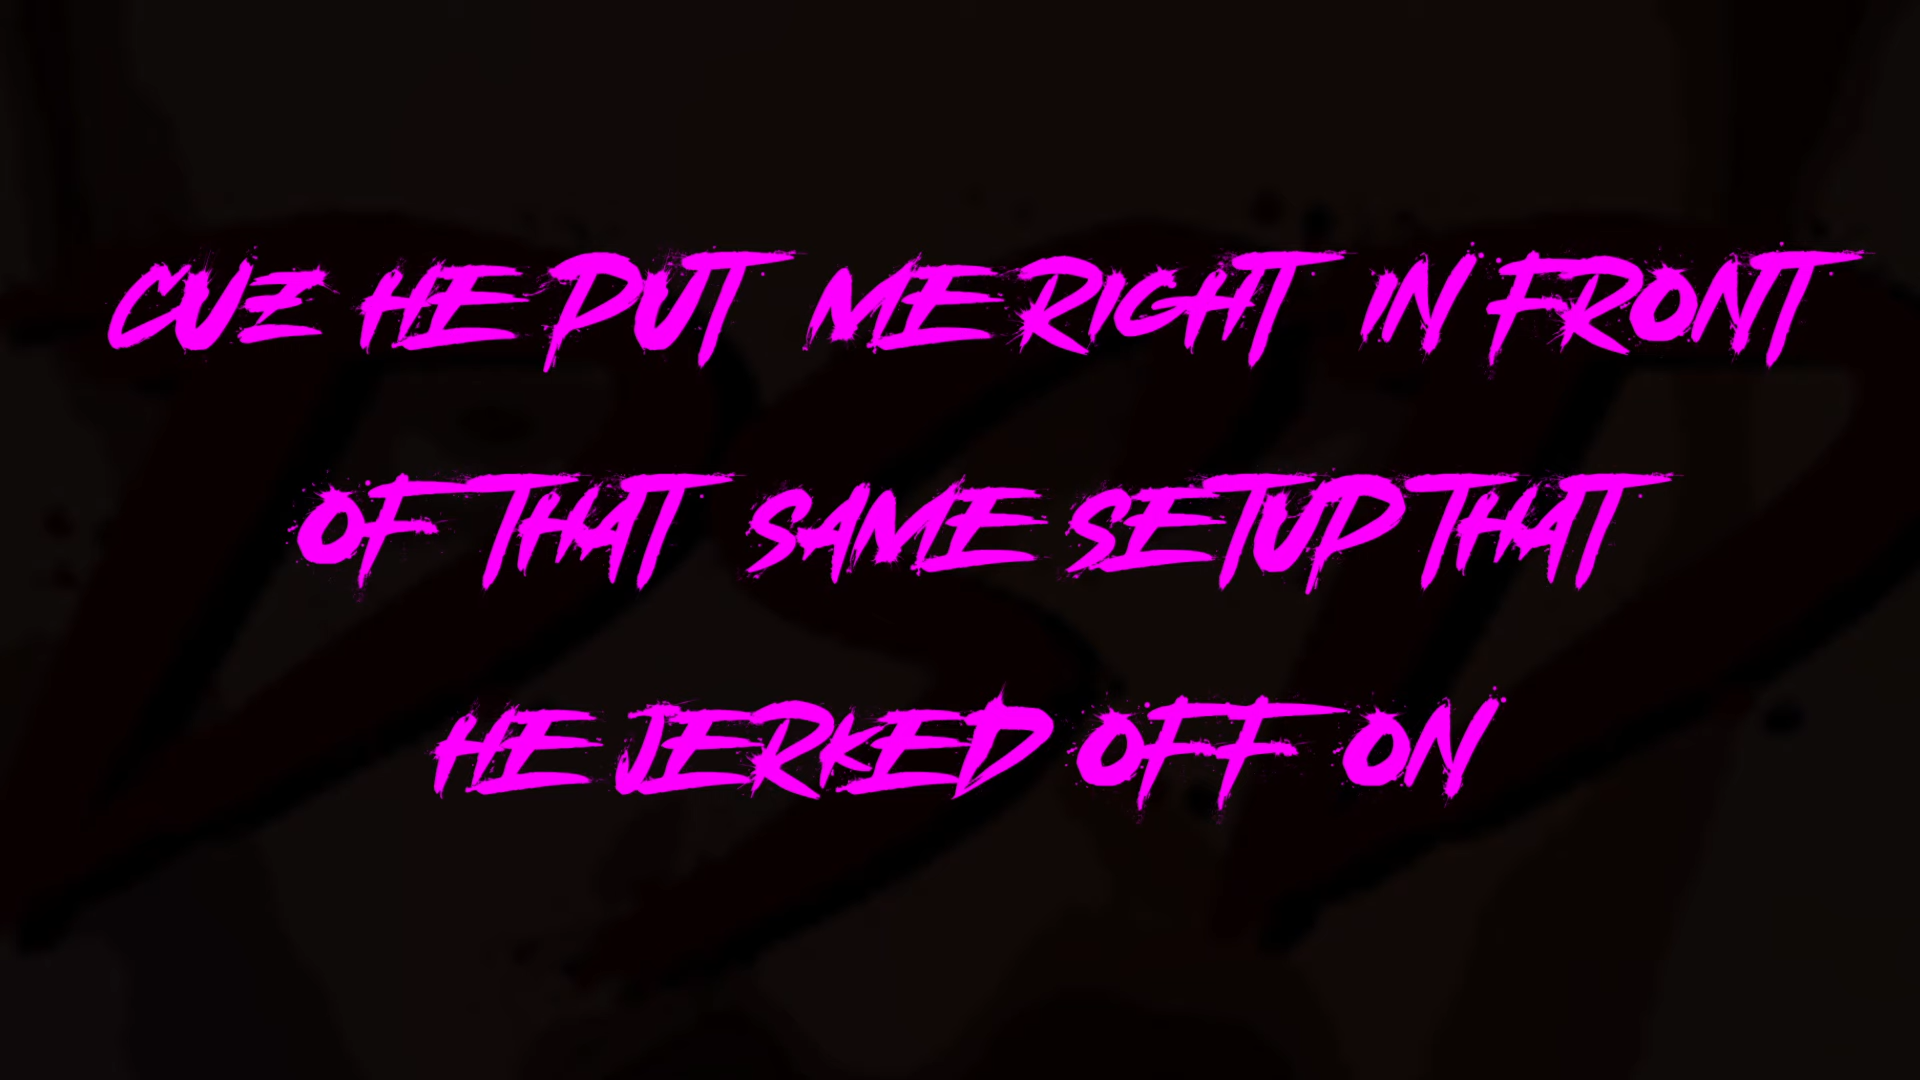 CUZ HE PUT ME RIGHT IN FRONT
OF THAT SAME SETUP THAT
HE JERKED OFF ON